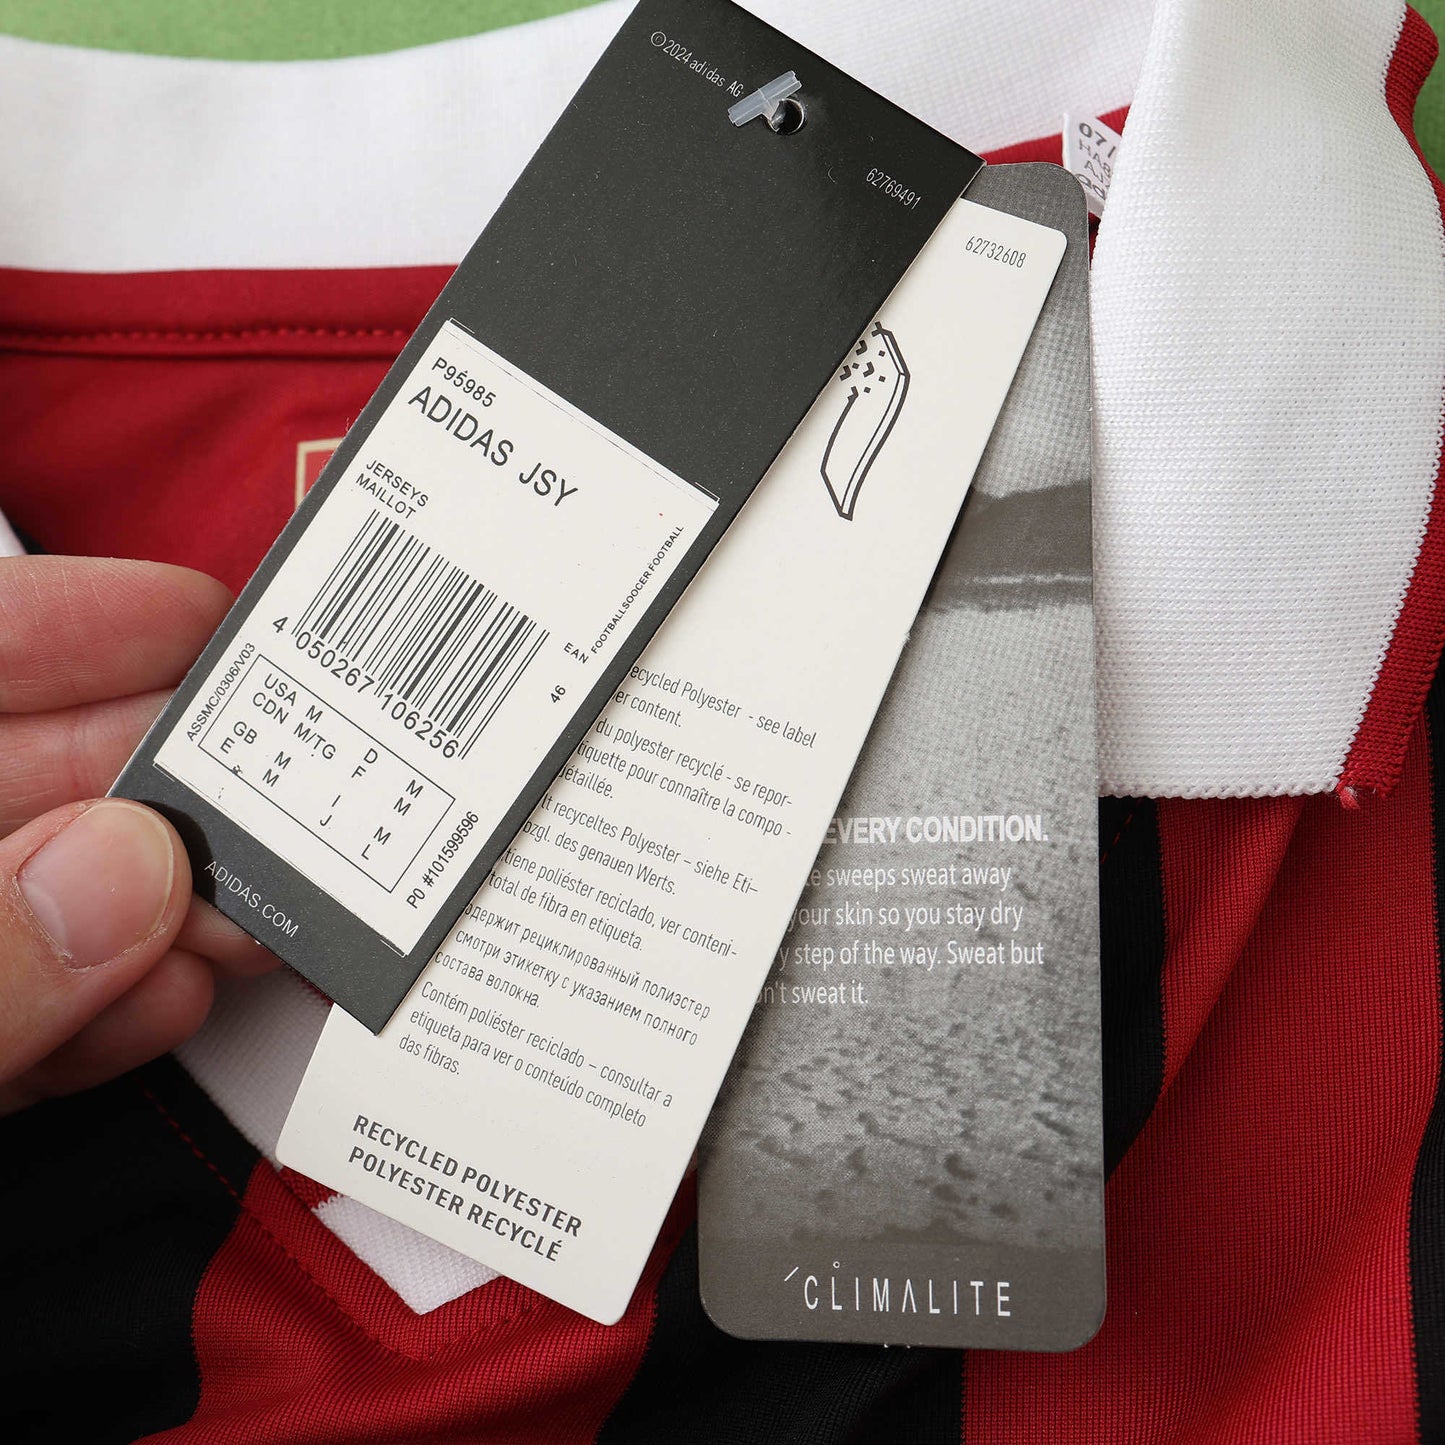 ©2024 adidas AG
62769491
P95985
ADIDAS JSY
JERSEYS
MAILLOT
4 050267 106256
EAN
46
FOOTBALLSOCCER FOOTBALL
ASSMC/0306/V03
USA M D M
CDN M/TG F M
GB M I M
E M J L
PO #101599596
ADIDAS.COM
62732608
ecycled Polyester - see label
er content.
du polyester recyclé - se repor-
tiquette pour connaître la compo -
détaillée.
lt recyceltes Polyester – siehe Eti–
bzgl. des genauen Werts.
tiene poliéster reciclado, ver conteni-
total de fibra en etiqueta.
одержит рециклированный полиэстер
смотри этикетку с указанием полного
состава волокна.
Contém poliéster reciclado – consultar a
etiqueta para ver o conteúdo completo
das fibras.
RECYCLED POLYESTER
POLYESTER RECYCLÉ
EVERY CONDITION.
e sweeps sweat away
your skin so you stay dry
y step of the way. Sweat but
n't sweat it.
CLIMALITE
07/